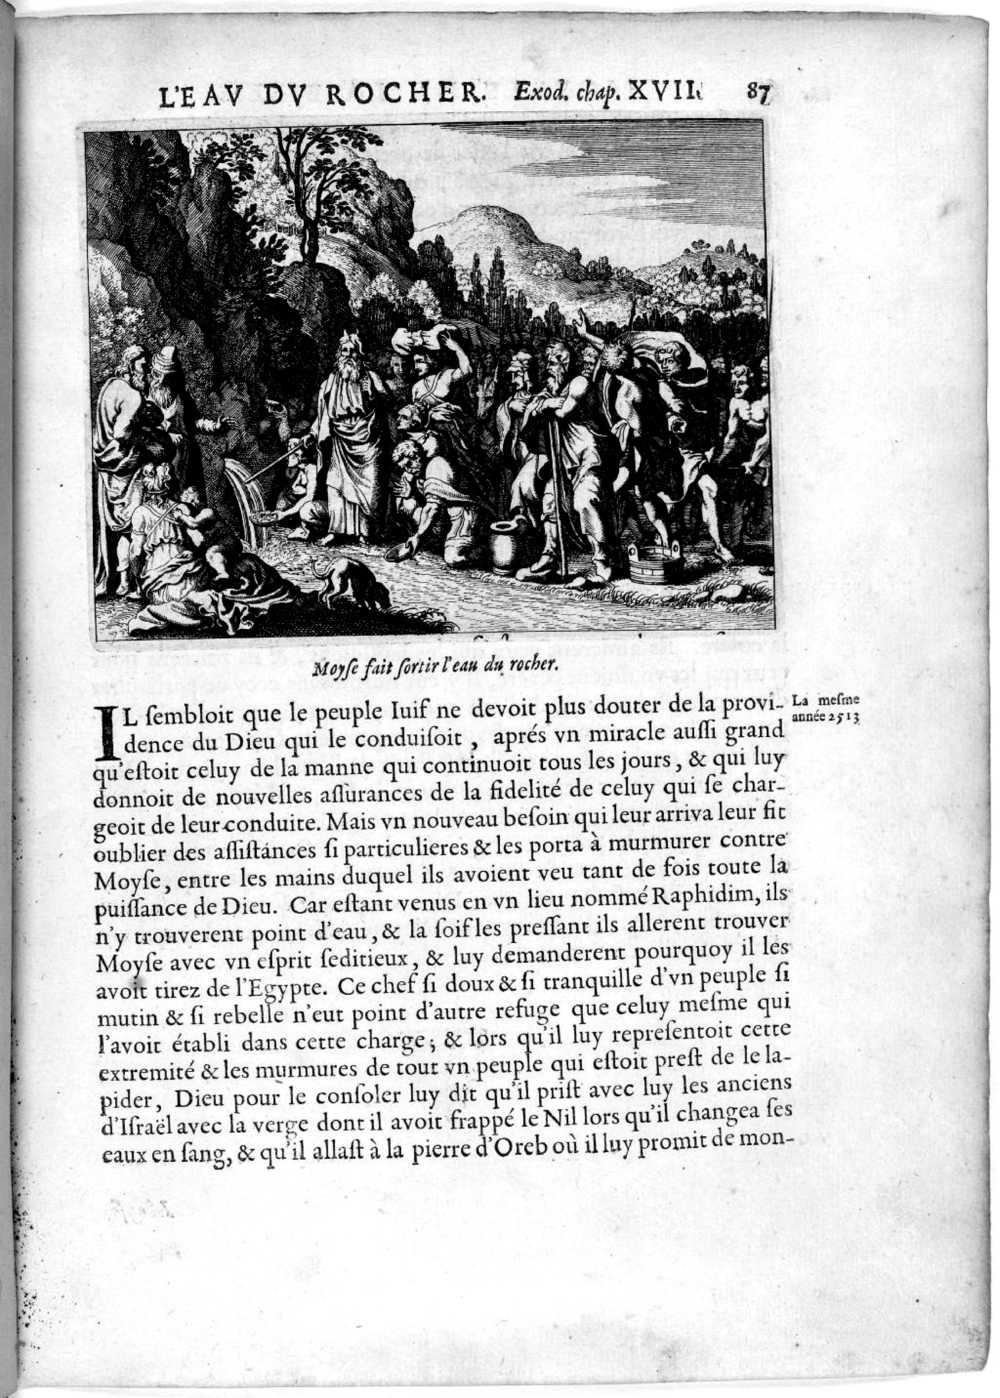 L'EAV DV ROCHER. Exod. chap. XVII. 87
Moyſe fait ſortir l'eau du rocher.
IL ſembloit que le peuple Iuif ne devoit plus douter de la provi-
dence du Dieu qui le conduiſoit, aprés vn miracle auſſi grand
qu'eſtoit celuy de la manne qui continuoit tous les jours, & qui luy
donnoit de nouvelles aſſurances de la fidelité de celuy qui ſe char-
geoit de leur conduite. Mais vn nouveau beſoin qui leur arriva leur fit
oublier des aſſiſtances ſi particulieres & les porta à murmurer contre
Moyſe, entre les mains duquel ils avoient veu tant de fois toute la
puiſſance de Dieu. Car eſtant venus en vn lieu nommé Raphidim, ils
n'y trouverent point d'eau, & la ſoif les preſſant ils allerent trouver
Moyſe avec vn eſprit ſeditieux, & luy demanderent pourquoy il les
avoit tirez de l'Egypte. Ce chef ſi doux & ſi tranquille d'vn peuple ſi
mutin & ſi rebelle n'eut point d'autre refuge que celuy meſme qui
l'avoit établi dans cette charge; & lors qu'il luy repreſentoit cette
extremité & les murmures de tout vn peuple qui eſtoit preſt de le la-
pider, Dieu pour le conſoler luy dit qu'il priſt avec luy les anciens
d'Iſraël avec la verge dont il avoit frappé le Nil lors qu'il changea ſes
eaux en ſang, & qu'il allaſt à la pierre d'Oreb où il luy promit de mon-
La meſme
année 2513